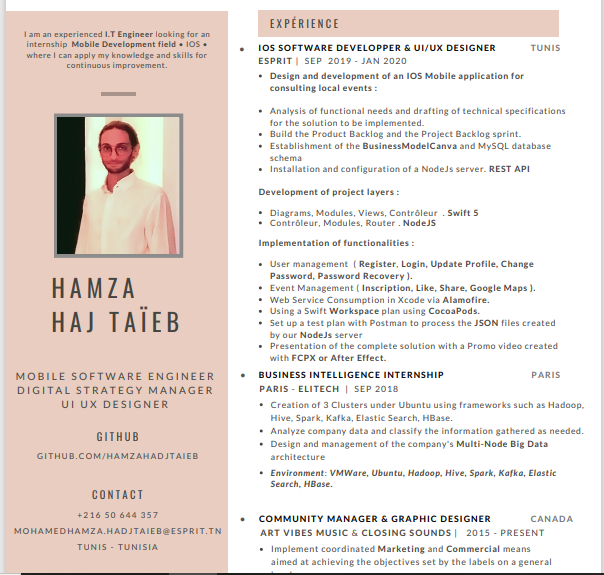 I am an experienced I.T Engineer looking for an
internship Mobile Development field • IOS •
where I can apply my knowledge and skills for
continuous improvement.
HAMZA
HAJ TAÏEB
MOBILE SOFTWARE ENGINEER
DIGITAL STRATEGY MANAGER
UI UX DESIGNER
GITHUB
GITHUB.COM/HAMZAHADJTAIEB
CONTACT
+216 50 644 357
MOHAMEDHAMZA.HADJTAIEB@ESPRIT.TN
TUNIS - TUNISIA
EXPÉRIENCE
• IOS SOFTWARE DEVELOPPER & UI/UX DESIGNER TUNIS
ESPRIT | SEP 2019 - JAN 2020
• Design and development of an IOS Mobile application for
consulting local events :
• Analysis of functional needs and drafting of technical specifications
for the solution to be implemented.
• Build the Product Backlog and the Project Backlog sprint.
• Establishment of the BusinessModelCanva and MySQL database
schema
• Installation and configuration of a NodeJs server. REST API
Development of project layers :
• Diagrams, Modules, Views, Contrôleur . Swift 5
• Contrôleur, Modules, Router . NodeJS
Implementation of functionalities :
• User management ( Register, Login, Update Profile, Change
Password, Password Recovery ).
• Event Management ( Inscription, Like, Share, Google Maps ).
• Web Service Consumption in Xcode via Alamofire.
• Using a Swift Workspace plan using CocoaPods.
• Set up a test plan with Postman to process the JSON files created
by our NodeJs server
• Presentation of the complete solution with a Promo video created
with FCPX or After Effect.
• BUSINESS INTELLIGENCE INTERNSHIP PARIS
PARIS - ELITECH | SEP 2018
• Creation of 3 Clusters under Ubuntu using frameworks such as Hadoop,
Hive, Spark, Kafka, Elastic Search, HBase.
• Analyze company data and classify the information gathered as needed.
• Design and management of the company's Multi-Node Big Data
architecture
• Environment: VMWare, Ubuntu, Hadoop, Hive, Spark, Kafka, Elastic
Search, HBase.
• COMMUNITY MANAGER & GRAPHIC DESIGNER CANADA
ART VIBES MUSIC & CLOSING SOUNDS | 2015 - PRESENT
• Implement coordinated Marketing and Commercial means
aimed at achieving the objectives set by the labels on a general